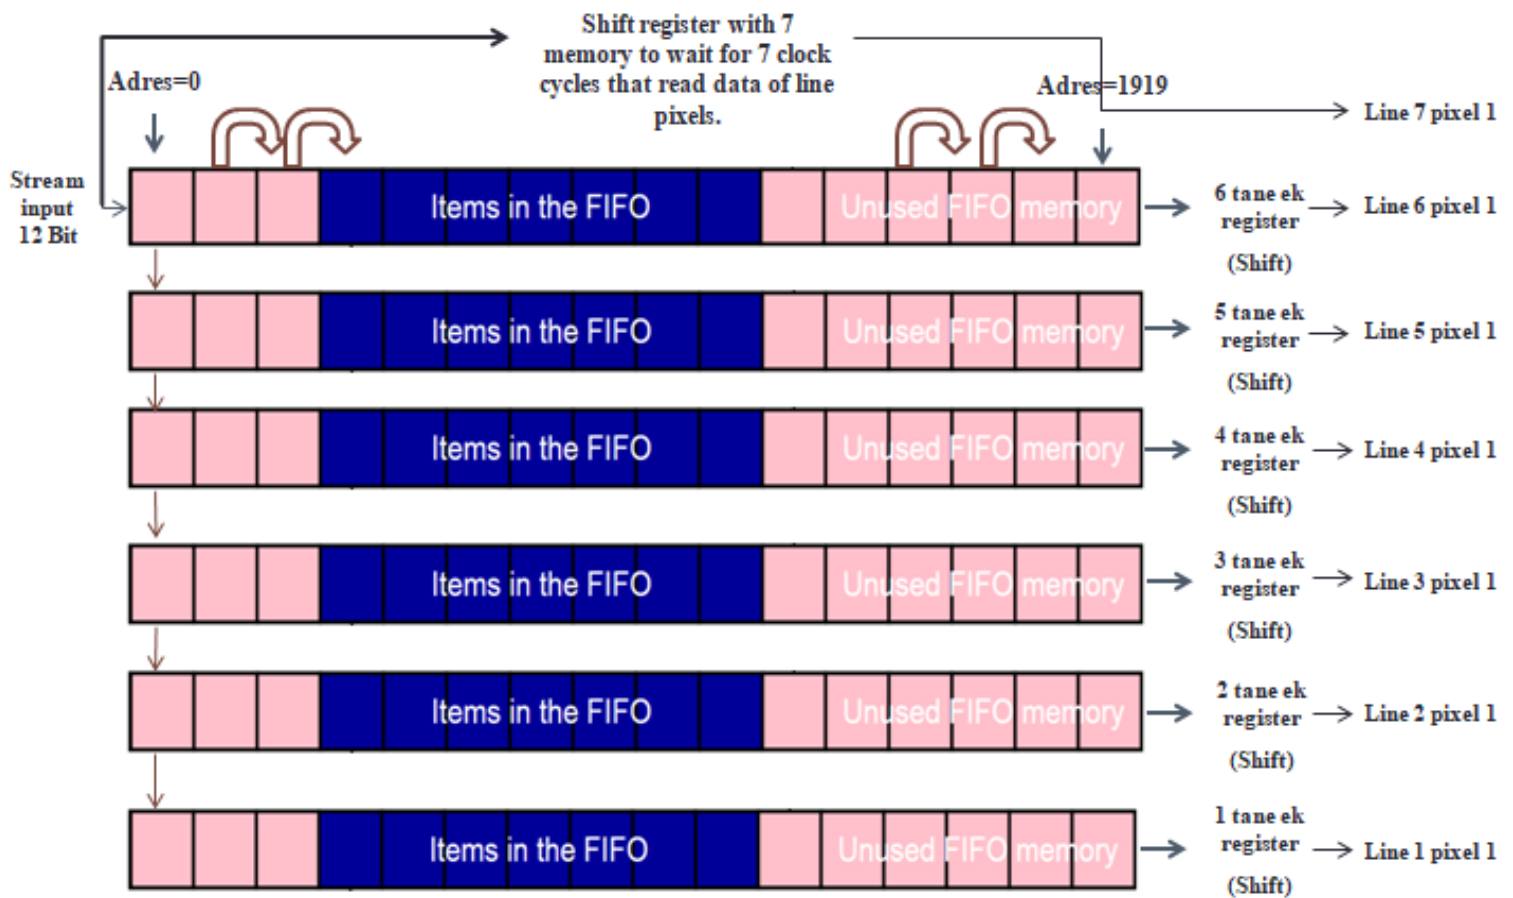 Shift register with 7
memory to wait for 7 clock
cycles that read data of line
pixels.
Adres=0
Adres=1919
Line 7 pixel 1
Stream
input
12 Bit
Items in the FIFO
Unused FIFO memory
6 tane ek
register
(Shift)
Line 6 pixel 1
Items in the FIFO
Unused FIFO memory
5 tane ek
register
(Shift)
Line 5 pixel 1
Items in the FIFO
Unused FIFO memory
4 tane ek
register
(Shift)
Line 4 pixel 1
Items in the FIFO
Unused FIFO memory
3 tane ek
register
(Shift)
Line 3 pixel 1
Items in the FIFO
Unused FIFO memory
2 tane ek
register
(Shift)
Line 2 pixel 1
Items in the FIFO
Unused FIFO memory
1 tane ek
register
(Shift)
Line 1 pixel 1